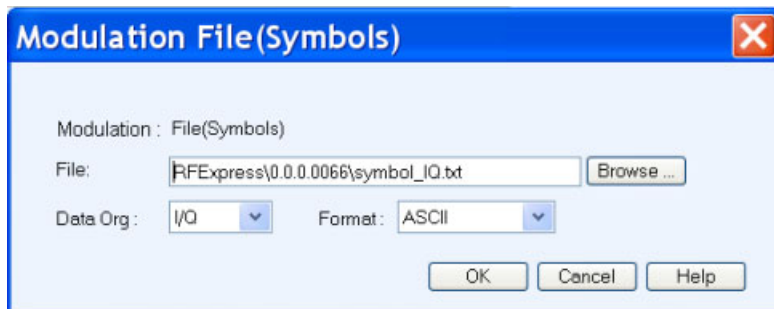 Modulation File(Symbols)
Modulation : File(Symbols)
File: RFExpress\0.0.0.0066\symbol_IQ.txt Browse ...
Data Org : I/Q Format : ASCII
OK Cancel Help